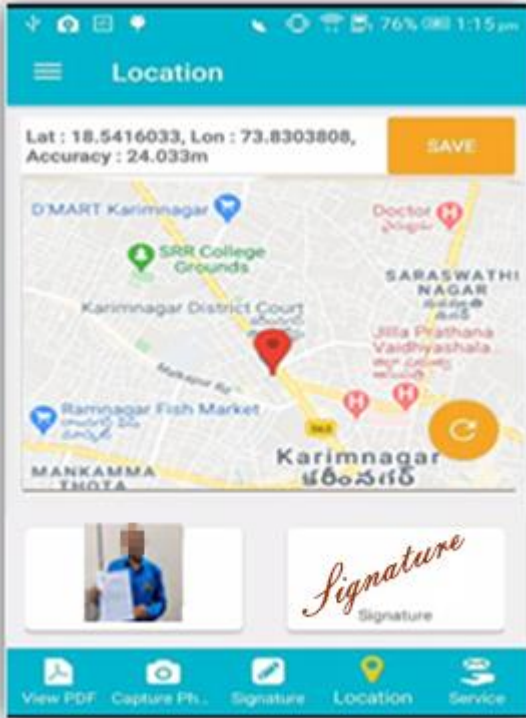 76% 1:15 pm
Location
Lat : 18.5416033, Lon : 73.8303808,
Accuracy : 24.033m
SAVE
D'MART Karimnagar
Doctor
SRR College
Grounds
SARASWATHI
NAGAR
Karimnagar District Court
Jilla Prathana
Vaidhyashala...
Malkapur Rd
Ramnagar Fish Market
Karimnagar
కరీంనగర్
MANKAMMA
THOTA
Signature
Signature
View PDF
Capture Ph..
Signature
Location
Service